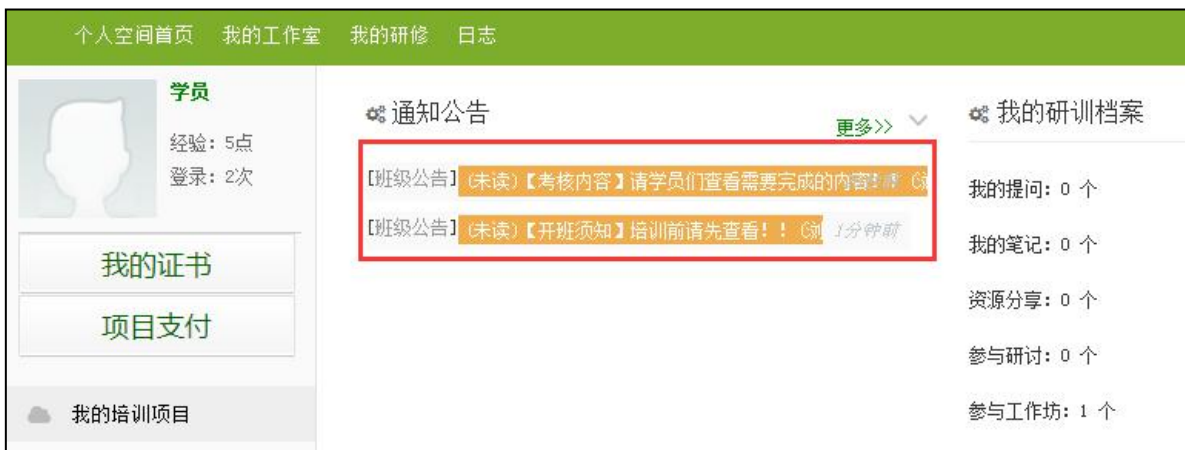 个人空间首页 我的工作室 我的研修 日志
学员
经验: 5点
登录: 2次
我的证书
项目支付
我的培训项目
通知公告
更多>>
[班级公告] (未读)【考核内容】请学员们查看需要完成的内容!!
[班级公告] (未读)【开班须知】培训前请先查看!! 1分钟前
我的研训档案
我的提问: 0 个
我的笔记: 0 个
资源分享: 0 个
参与研讨: 0 个
参与工作坊: 1 个